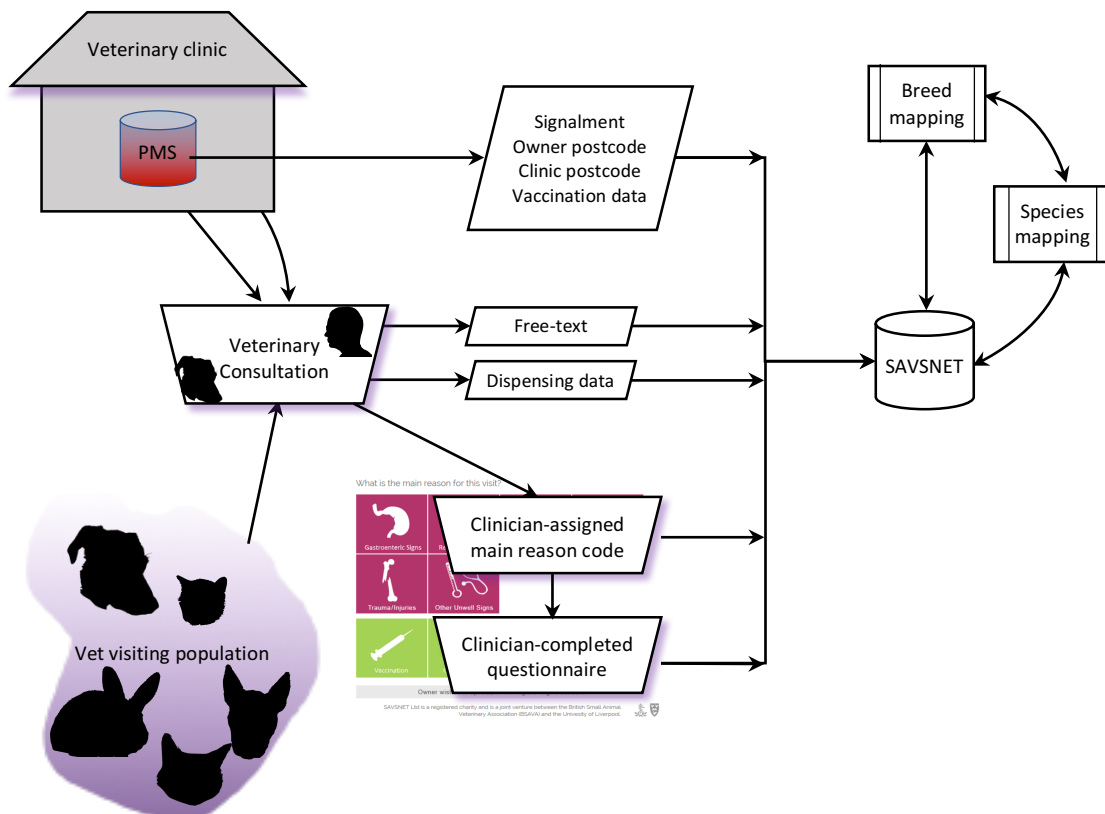 Veterinary clinic
PMS
Signalment
Owner postcode
Clinic postcode
Vaccination data
Breed
mapping
Species
mapping
Veterinary
Consultation
Free-text
Dispensing data
SAVSNET
What is the main reason for this visit?
Gastroenteric Signs
Clinician-assigned
main reason code
Trauma/Injuries
Other Unwell Signs
Vet visiting population
Clinician-completed
questionnaire
Vaccination
SAVSNET Ltd is a registered charity and is a joint venture between the British Small Animal
Veterinary Association (BSAVA) and the University of Liverpool.